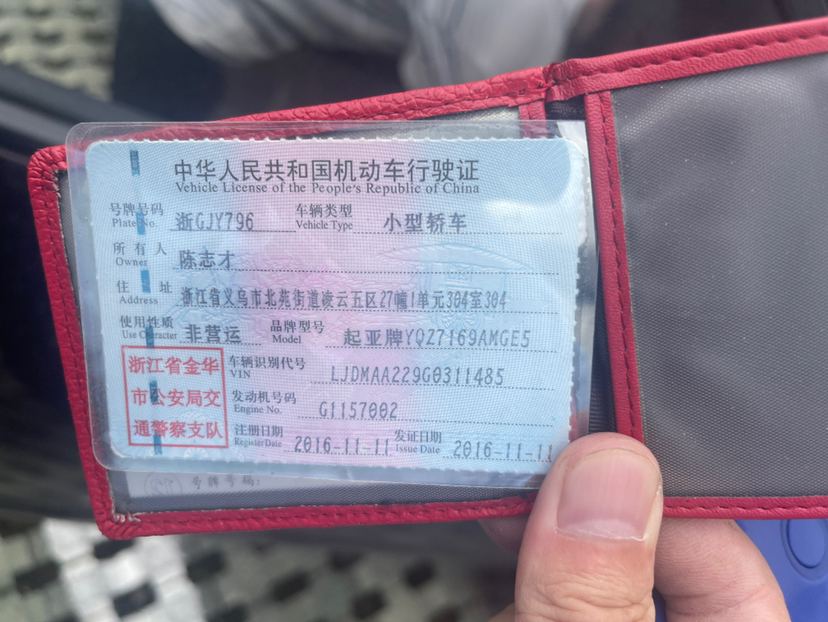 中华人民共和国机动车行驶证
Vehicle License of the People's Republic of China
号牌号码 浙GJY796 车辆类型 小型轿车
Plate No. Vehicle Type
所有人 陈志才
Owner
住址 浙江省义乌市北苑街道凌云五区27幢1单元304室304
Address
使用性质 非营运 品牌型号 起亚牌YQZ7169AMGE5
Use Character Model
浙江省金华
市公安局交
通警察支队
车辆识别代号 LJDMAA229G0311485
VIN
发动机号码 G1157002
Engine No.
注册日期 2016-11-11 发证日期 2016-11-11
Register Date Issue Date
号牌号码: